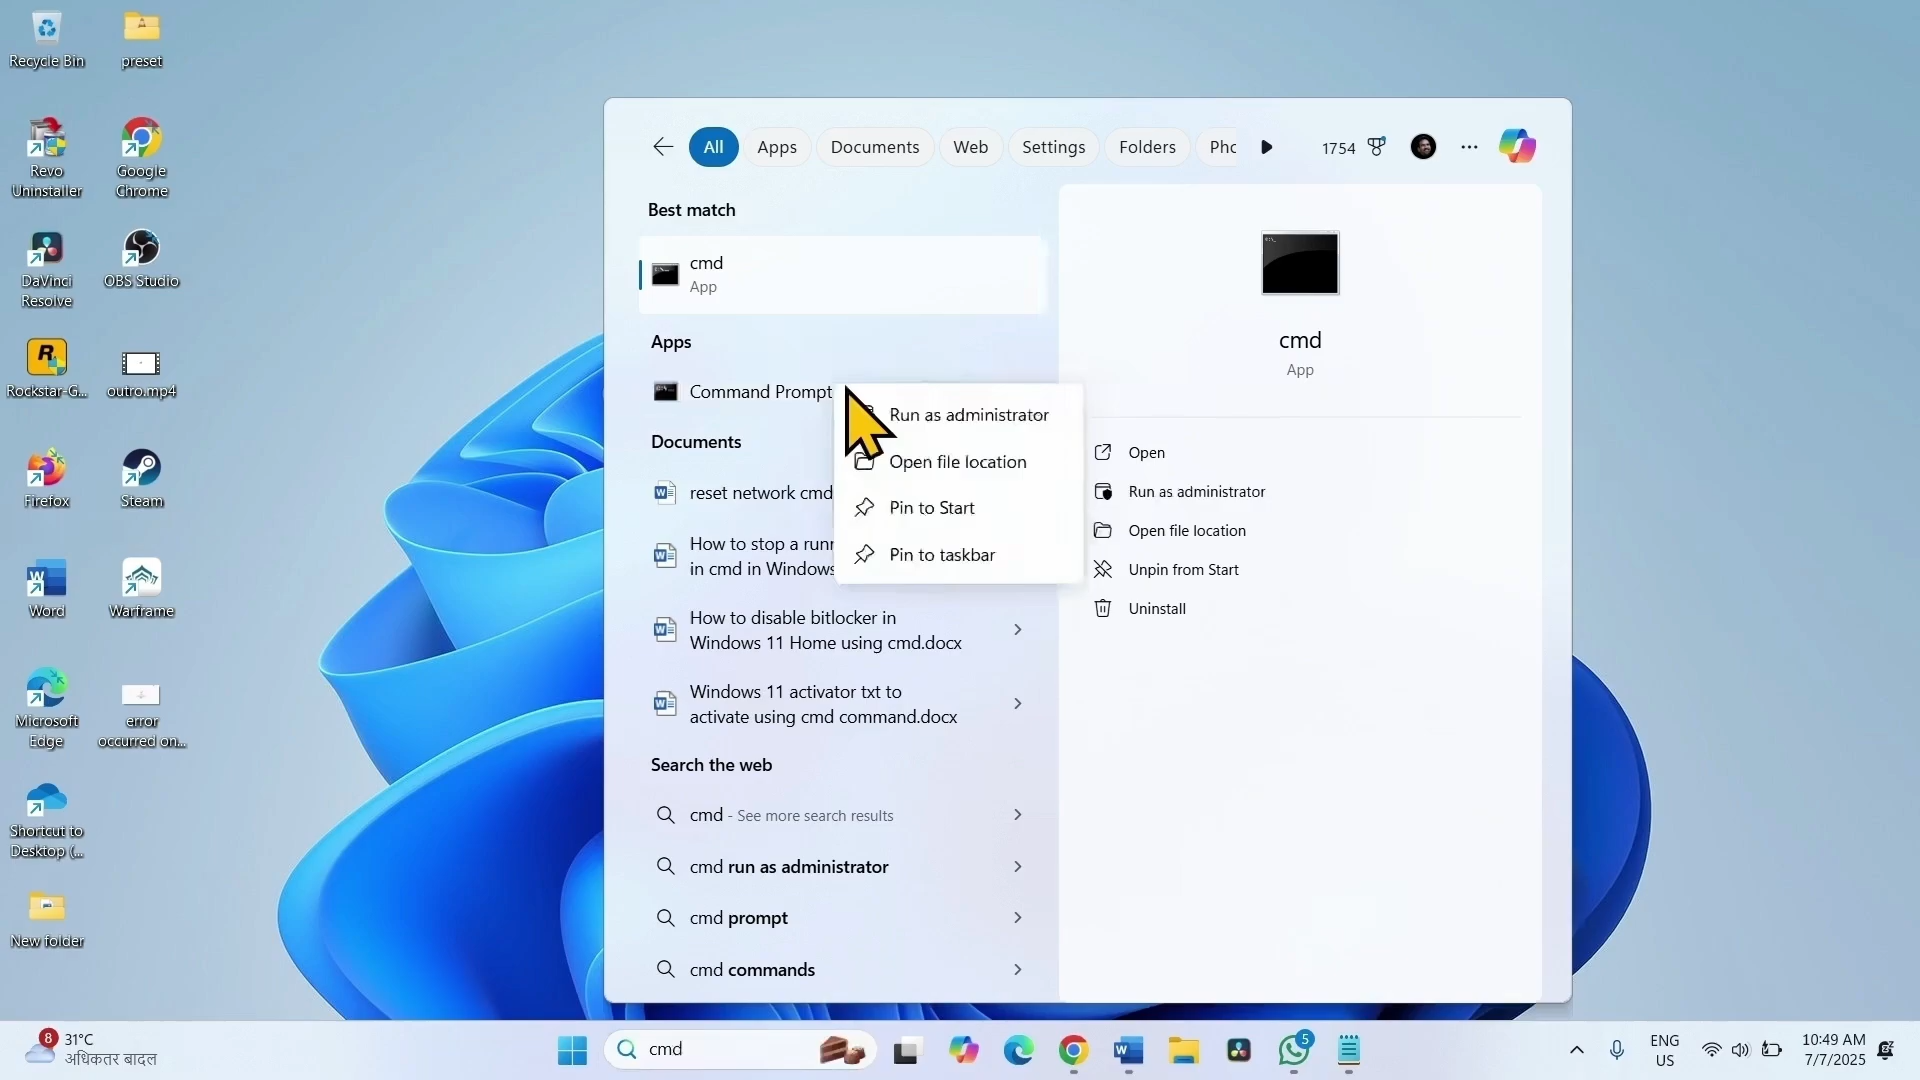 Recycle Bin
preset
Revo
Uninstaller
Google
Chrome
DaVinci
Resolve
OBS Studio
Rockstar-G...
outro.mp4
Firefox
Steam
Word
Warframe
Microsoft
Edge
error
occurred on...
Shortcut to
Desktop (...
New folder
All
Apps
Documents
Web
Settings
Folders
Pho
1754
Best match
cmd
App
Apps
Command Prompt
Documents
reset network cmd
How to stop a runn
in cmd in Windows
How to disable bitlocker in
Windows 11 Home using cmd.docx
Windows 11 activator txt to
activate using cmd command.docx
Search the web
cmd - See more search results
cmd run as administrator
cmd prompt
cmd commands
Run as administrator
Open file location
Pin to Start
Pin to taskbar
cmd
App
Open
Run as administrator
Open file location
Unpin from Start
Uninstall
8
31°C
अधिकतर बादल
cmd
5
ENG
US
10:49 AM
7/7/2025